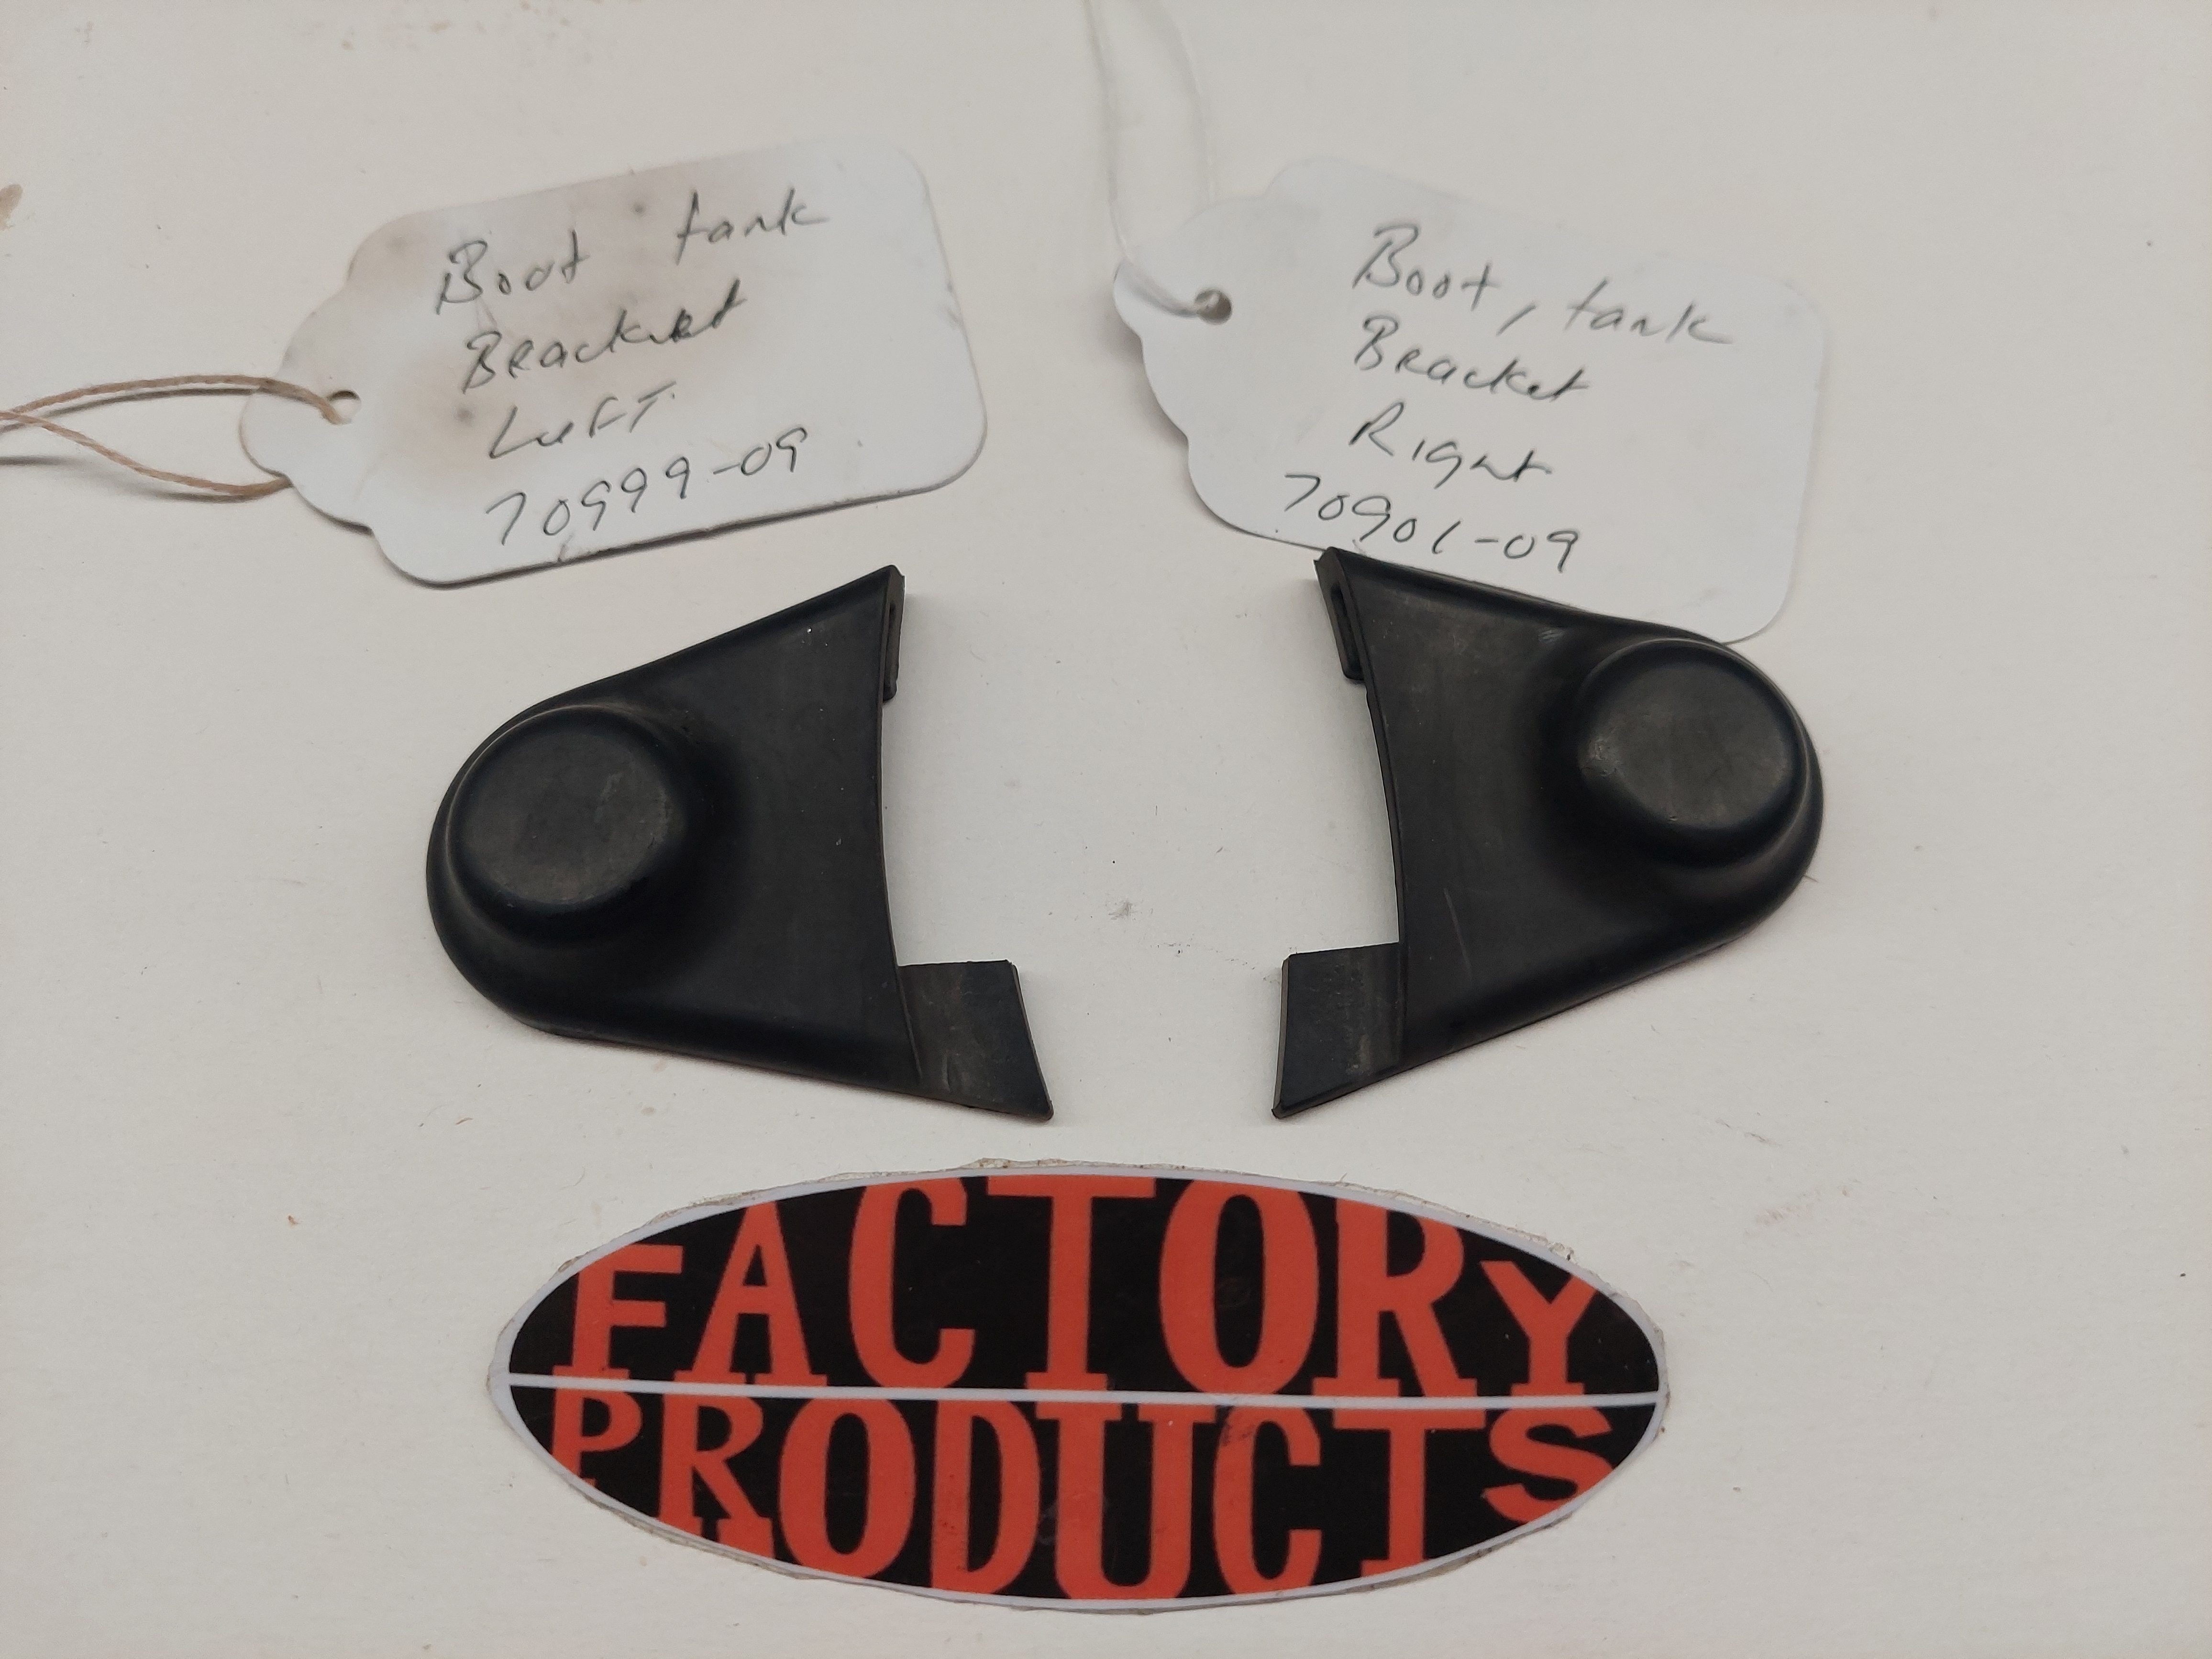 Boot tank
Bracket
Left
70999-09
Boot, tank
Bracket
Right
70901-09
FACTORY
PRODUCTS